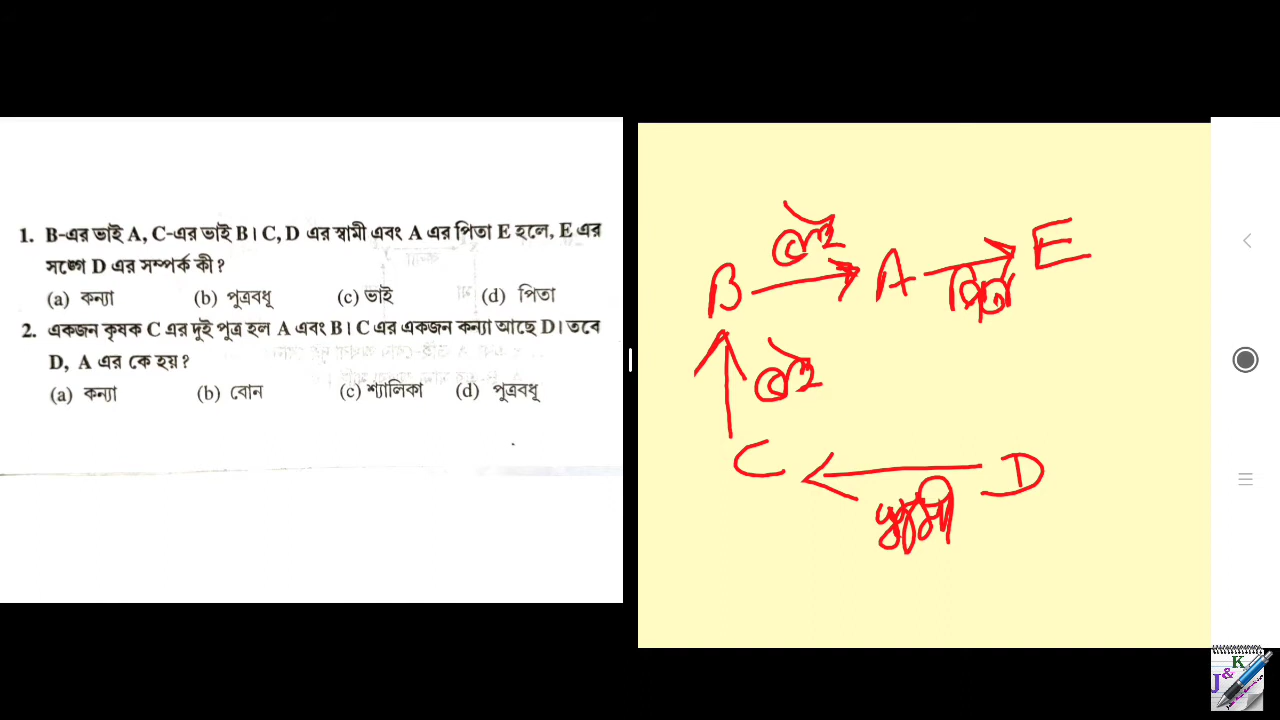 1. B-এর ভাই A, C-এর ভাই B। C, D এর স্বামী এবং A এর পিতা E হলে, E এর
সঙ্গে D এর সম্পর্ক কী ?
(a) কন্যা (b) পুত্রবধূ (c) ভাই (d) পিতা
2. একজন কৃষক C এর দুই পুত্র হল A এবং B। C এর একজন কন্যা আছে D। তবে
D, A এর কে হয় ?
(a) কন্যা (b) বোন (c) শ্যালিকা (d) পুত্রবধূ
B ভাই A পিতা E
ভাই
C স্বামী D
J & K